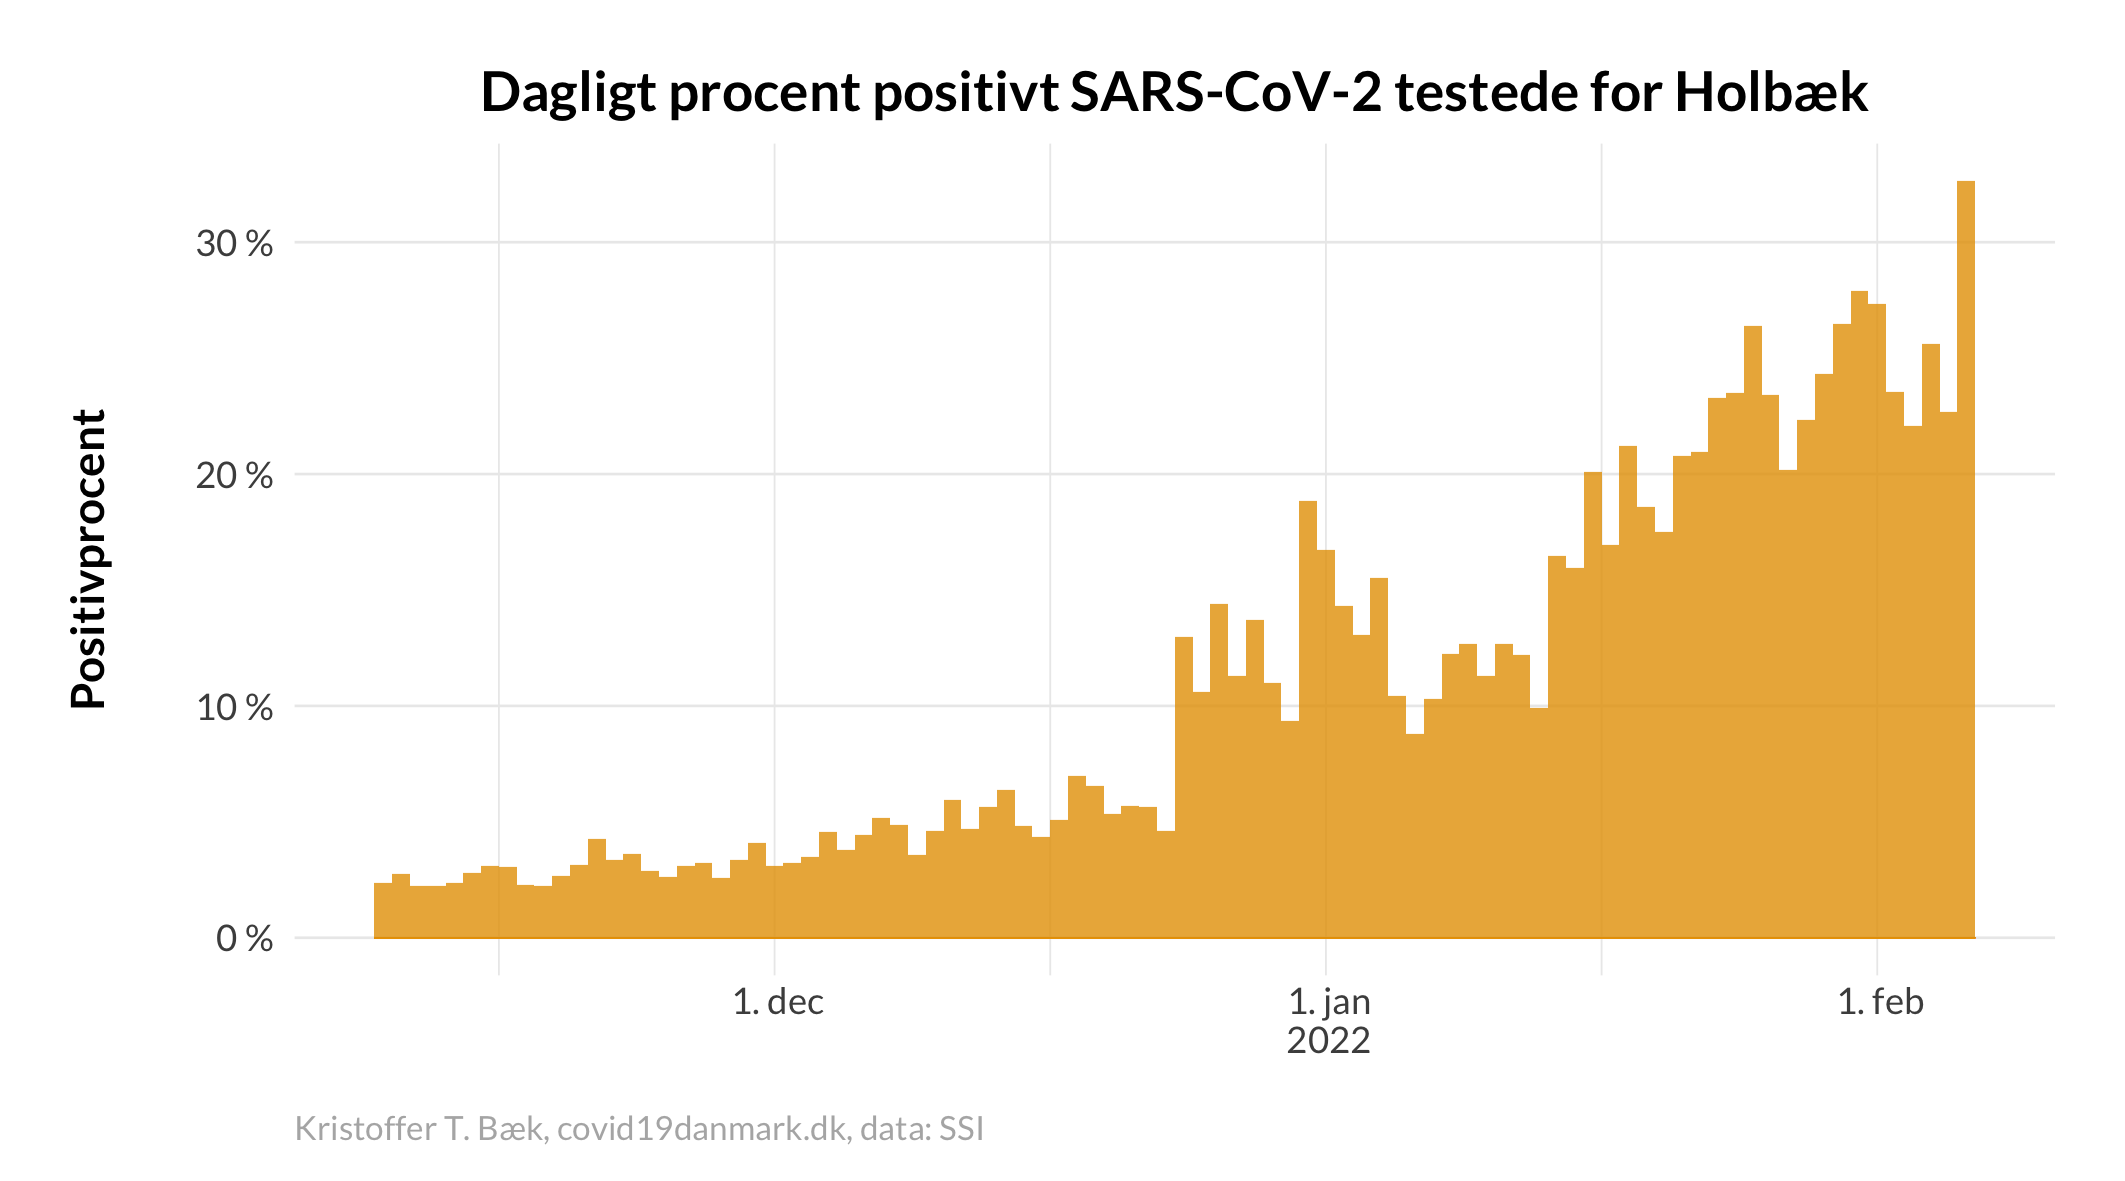 Dagligt procent positivt SARS-CoV-2 testede for Holbæk
Positivprocent
30 %
20 %
10 %
0 %
1. dec
1. jan
2022
1. feb
Kristoffer T. Bæk, covid19danmark.dk, data: SSI